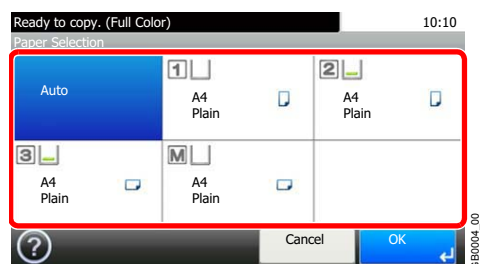 Ready to copy. (Full Color) 10:10
Paper Selection
Auto
1
A4
Plain
2
A4
Plain
3
A4
Plain
M
A4
Plain
?
Cancel
OK